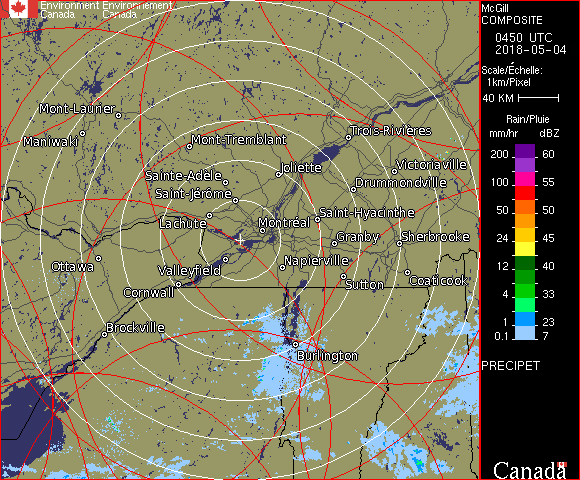 Environment Environnement
Canada Canada
McGill
COMPOSITE
0450 UTC
2018-05-04
Scale/Échelle:
1km/Pixel
40 KM
Rain/Pluie
mm/hr dBZ
200 60
100 55
50 50
24 45
12 40
4 33
1 23
0.1 7
PRECIPET
Canada
Mont-Laurier
Maniwaki
Mont-Tremblant
Trois-Rivières
Sainte-Adèle
Joliette
Victoriaville
Saint-Jérôme
Drummondville
Lachute
Montréal
Saint-Hyacinthe
Granby
Sherbrooke
Ottawa
Valleyfield
Napierville
Cornwall
Sutton
Coaticook
Brockville
Burlington